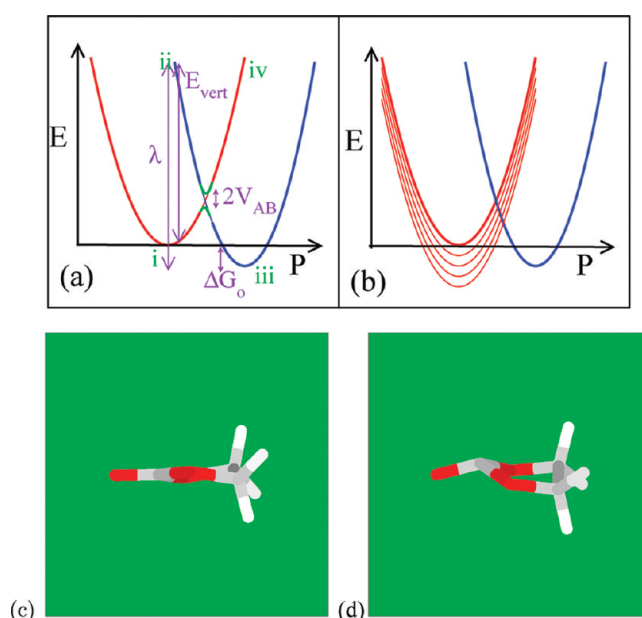 ii
iv
E_vert
E
λ
2V_AB
i
P
(a)
ΔG_o
iii
E
P
(b)
(c)
(d)